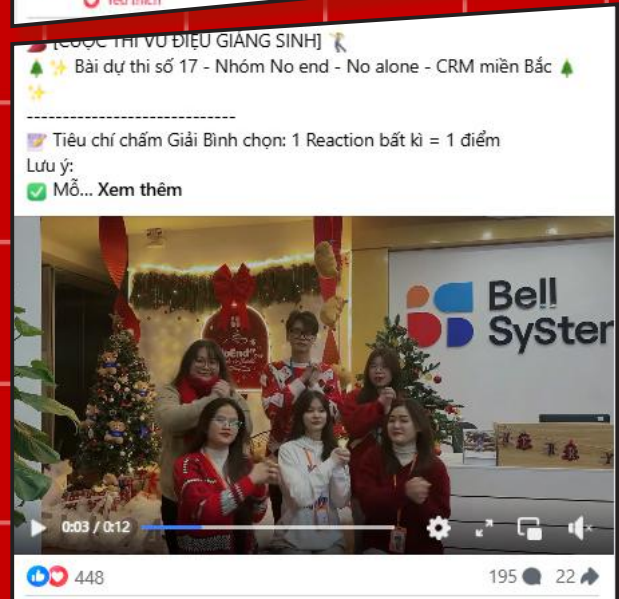 Yêu thích
[CUỘC THI VŨ ĐIỆU GIÁNG SINH]
Bài dự thi số 17 - Nhóm No end - No alone - CRM miền Bắc
-----------------------------
Tiêu chí chấm Giải Bình chọn: 1 Reaction bất kì = 1 điểm
Lưu ý:
Mỗ... Xem thêm
Bell
SySter
0:03 / 0:12
448
195
22